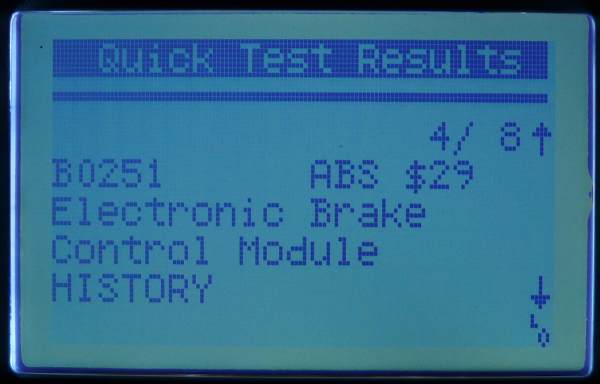 Quick Test Results
4/ 8↑
B0251 ABS $29
Electronic Brake
Control Module
HISTORY ↓